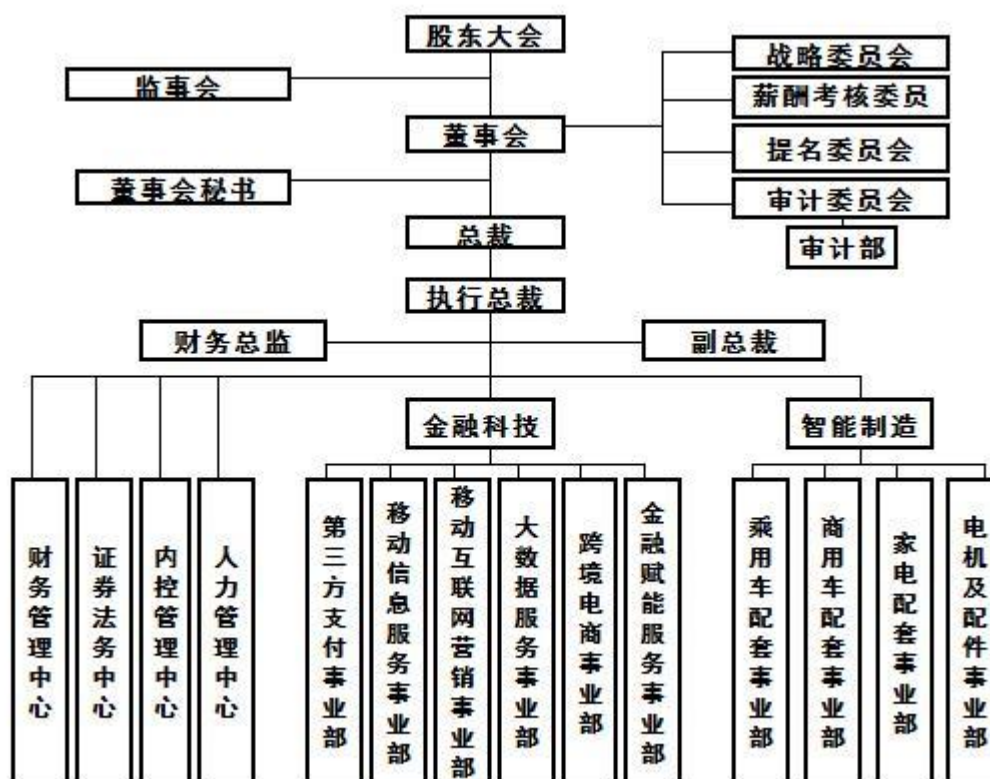 股东大会
战略委员会
监事会
薪酬考核委员
董事会
提名委员会
董事会秘书
审计委员会
总裁
审计部
执行总裁
财务总监
副总裁
金融科技
智能制造
财务管理中心
证券法务中心
内控管理中心
人力管理中心
第三方支付事业部
移动信息服务事业部
移动互联网营销事业部
大数据服务事业部
跨境电商事业部
金融赋能服务事业部
乘用车配套事业部
商用车配套事业部
家电配套事业部
电机及配件事业部